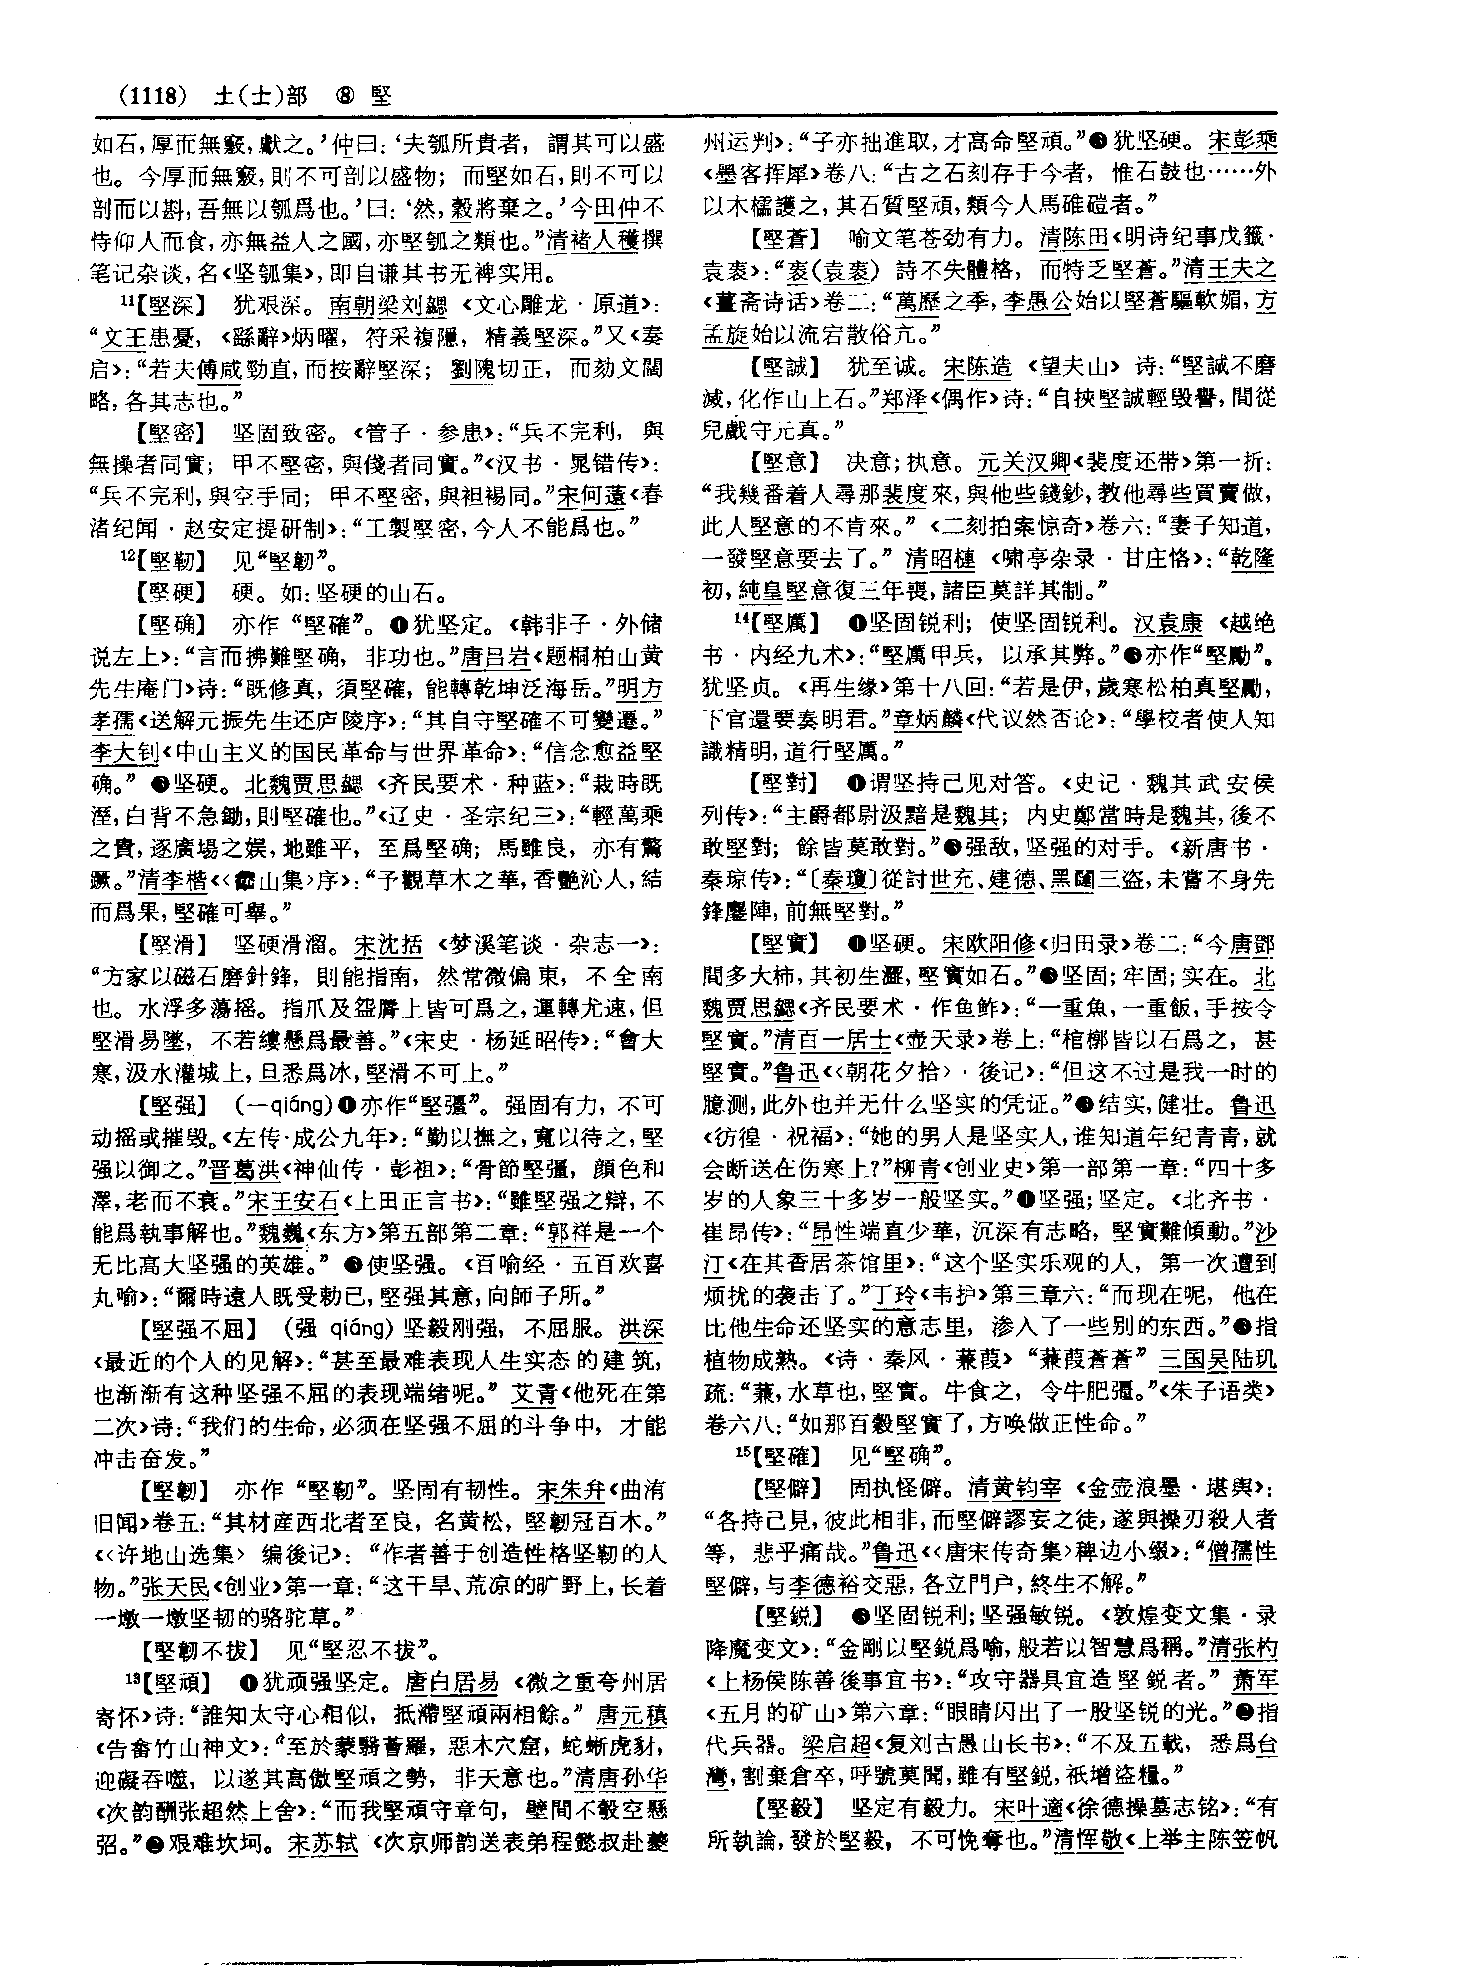 (1118) 土(士)部 ⑧ 堅
如石,厚而無竅,獻之。’仲曰:‘夫瓠所貴者, 謂其可以盛
也。今厚而無竅,則不可剖以盛物; 而堅如石,則不可以
剖而以斟,吾無以瓠爲也。’曰:‘然,穀將棄之。’今田仲不
恃仰人而食,亦無益人之國,亦堅瓠之類也。”清褚人穫撰
笔记杂谈,名《坚瓠集》,即自谦其书无裨实用。
11【堅深】 犹艰深。南朝梁刘勰《文心雕龙·原道》:
“文王患憂, 《繇辭》炳曜, 符采複隱, 精義堅深。”又《奏
启》:“若夫傅咸勁直,而按辭堅深; 劉隗切正, 而劾文闊
略,各其志也。”
【堅密】 坚固致密。《管子·参患》:“兵不完利, 與
無操者同實; 甲不堅密,與俴者同實。”《汉书·晁错传》:
“兵不完利,與空手同; 甲不堅密,與袒裼同。”宋何薳《春
渚纪闻·赵安定提研制》:“工製堅密,今人不能爲也。”
12【堅靭】 见“堅韌”。
【堅硬】 硬。如:坚硬的山石。
【堅确】 亦作“堅確”。❶犹坚定。《韩非子·外储
说左上》:“言而拂難堅确, 非功也。”唐吕岩《题桐柏山黄
先生庵门》诗:“既修真, 須堅確, 能轉乾坤泛海岳。”明方
孝孺《送解元振先生还庐陵序》:“其自守堅確不可變遷。”
李大钊《中山主义的国民革命与世界革命》:“信念愈益堅
确。” ❷坚硬。北魏贾思勰《齐民要术·种蓝》:“栽時既
溼,白背不急鋤,則堅確也。”《辽史·圣宗纪三》:“輕萬乘
之貴,逐廣場之娱,地雖平, 至爲堅确; 馬雖良, 亦有驚
蹶。”清李楷《〈霞山集〉序》:“予觀草木之華,香艷沁人,結
而爲果,堅確可舉。”
【堅滑】 坚硬滑溜。宋沈括《梦溪笔谈·杂志一》:
“方家以磁石磨針鋒, 則能指南, 然常微偏東, 不全南
也。水浮多蕩摇。指爪及盌脣上皆可爲之,運轉尤速,但
堅滑易墜, 不若縷懸爲最善。”《宋史·杨延昭传》:“會大
寒,汲水灌城上,旦悉爲冰,堅滑不可上。”
【堅强】 (—qiáng)❶亦作“堅彊”。强固有力, 不可
动摇或摧毁。《左传·成公九年》:“勤以撫之,寬以待之,堅
强以御之。”晋葛洪《神仙传·彭祖》:“骨節堅彊, 顔色和
澤,老而不衰。”宋王安石《上田正言书》:“雖堅强之辯,不
能爲執事解也。”魏巍《东方》第五部第二章:“郭祥是一个
无比高大坚强的英雄。” ❷使坚强。《百喻经·五百欢喜
丸喻》:“爾時遠人既受勅已,堅强其意,向師子所。”
【堅强不屈】 (强 qiáng) 坚毅刚强, 不屈服。洪深
《最近的个人的见解》:“甚至最难表现人生实态的建筑,
也渐渐有这种坚强不屈的表现端绪呢。” 艾青《他死在第
二次》诗:“我们的生命,必须在坚强不屈的斗争中, 才能
冲击奋发。”
【堅韌】 亦作“堅靭”。坚固有韧性。宋朱弁《曲洧
旧闻》卷五:“其材産西北者至良, 名黄松, 堅韌冠百木。”
《〈许地山选集〉编後记》: “作者善于创造性格坚韧的人
物。”张天民《创业》第一章:“这干旱、荒凉的旷野上,长着
一墩一墩坚韧的骆驼草。”
【堅韌不拔】 见“堅忍不拔”。
13【堅頑】 ❶犹顽强坚定。唐白居易《微之重夸州居
寄怀》诗:“誰知太守心相似, 抵滯堅頑兩相餘。” 唐元稹
《告畲竹山神文》:“至於蒙翳薈羅, 惡木穴窟, 蛇蜥虎豺,
迎礙吞噬, 以遂其高傲堅頑之勢, 非天意也。”清唐孙华
《次韵酬张超然上舍》:“而我堅頑守章句, 壁間不彀空懸
弨。”❷艰难坎坷。宋苏轼《次京师韵送表弟程懿叔赴夔
州运判》:“子亦拙進取,才高命堅頑。”❸犹坚硬。宋彭乘
《墨客挥犀》卷八:“古之石刻存于今者, 惟石鼓也……外
以木櫺護之,其石質堅頑,類今人馬碓磑者。”
【堅蒼】 喻文笔苍劲有力。清陈田《明诗纪事戊籤·
袁袠》:“袠(袁袠) 詩不失體格, 而特乏堅蒼。”清王夫之
《薑斋诗话》卷二:“萬歷之季,李愚公始以堅蒼驅軟媚,方
孟旋始以流宕散俗亢。”
【堅誠】 犹至诚。宋陈造《望夫山》诗:“堅誠不磨
滅,化作山上石。”郑泽《偶作》诗:“自挾堅誠輕毁譽,間從
兒戲守元真。”
【堅意】 决意;执意。元关汉卿《裴度还带》第一折:
“我幾番着人尋那裴度來,與他些錢鈔,教他尋些買賣做,
此人堅意的不肯來。” 《二刻拍案惊奇》卷六:“妻子知道,
一發堅意要去了。” 清昭槤《啸亭杂录·甘庄恪》:“乾隆
初,純皇堅意復三年喪,諸臣莫詳其制。”
14【堅厲】 ❶坚固锐利; 使坚固锐利。汉袁康《越绝
书·内经九术》:“堅厲甲兵, 以承其弊。”❷亦作“堅勵”。
犹坚贞。《再生缘》第十八回:“若是伊,歲寒松柏真堅勵,
下官還要奏明君。”章炳麟《代议然否论》:“學校者使人知
識精明,道行堅厲。”
【堅對】 ❶谓坚持己见对答。《史记·魏其武安侯
列传》:“主爵都尉汲黯是魏其; 内史鄭當時是魏其,後不
敢堅對; 餘皆莫敢對。”❷强敌,坚强的对手。《新唐书·
秦琼传》:“〔秦瓊〕從討世充、建德、黑闥三盗,未嘗不身先
鋒鏖陣,前無堅對。”
【堅實】 ❶坚硬。宋欧阳修《归田录》卷二:“今唐鄧
間多大柿,其初生澀,堅實如石。”❷坚固;牢固;实在。北
魏贾思勰《齐民要术·作鱼鲊》:“一重魚,一重飯,手按令
堅實。”清百一居士《壶天录》卷上:“棺槨皆以石爲之, 甚
堅實。”鲁迅《〈朝花夕拾〉·後记》:“但这不过是我一时的
臆测,此外也并无什么坚实的凭证。”❸结实,健壮。鲁迅
《彷徨·祝福》:“她的男人是坚实人,谁知道年纪青青,就
会断送在伤寒上?”柳青《创业史》第一部第一章:“四十多
岁的人象三十多岁一般坚实。”❹坚强;坚定。《北齐书·
崔昂传》:“昂性端直少華, 沉深有志略, 堅實難傾動。”沙
汀《在其香居茶馆里》:“这个坚实乐观的人, 第一次遭到
烦扰的袭击了。”丁玲《韦护》第三章六:“而现在呢, 他在
比他生命还坚实的意志里, 渗入了一些别的东西。”❺指
植物成熟。《诗·秦风·蒹葭》“蒹葭蒼蒼” 三国吴陆玑
疏:“蒹,水草也,堅實。牛食之, 令牛肥彊。”《朱子语类》
卷六八:“如那百穀堅實了,方唤做正性命。”
15【堅確】 见“堅确”。
【堅僻】 固执怪僻。清黄钧宰《金壶浪墨·堪舆》:
“各持己見,彼此相非,而堅僻謬妄之徒,遂與操刃殺人者
等, 悲乎痛哉。”鲁迅《〈唐宋传奇集〉稗边小缀》:“僧孺性
堅僻,与李德裕交惡,各立門户,終生不解。”
【堅鋭】 ❶坚固锐利;坚强敏锐。《敦煌变文集·录
降魔变文》:“金剛以堅鋭爲喻,般若以智慧爲稱。”清张杓
《上杨侯陈善後事宜书》:“攻守器具宜造堅鋭者。” 萧军
《五月的矿山》第六章:“眼睛闪出了一股坚锐的光。”❷指
代兵器。梁启超《复刘古愚山长书》:“不及五載, 悉爲台
灣,割棄倉卒,呼號莫聞,雖有堅鋭,衹增盗糧。”
【堅毅】 坚定有毅力。宋叶適《徐德操墓志铭》:“有
所執論,發於堅毅, 不可挽奪也。”清恽敬《上举主陈笠帆